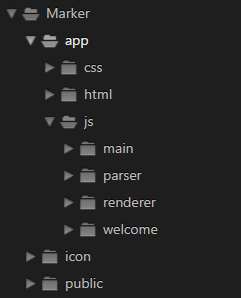 Marker
app
css
html
js
main
parser
renderer
welcome
icon
public